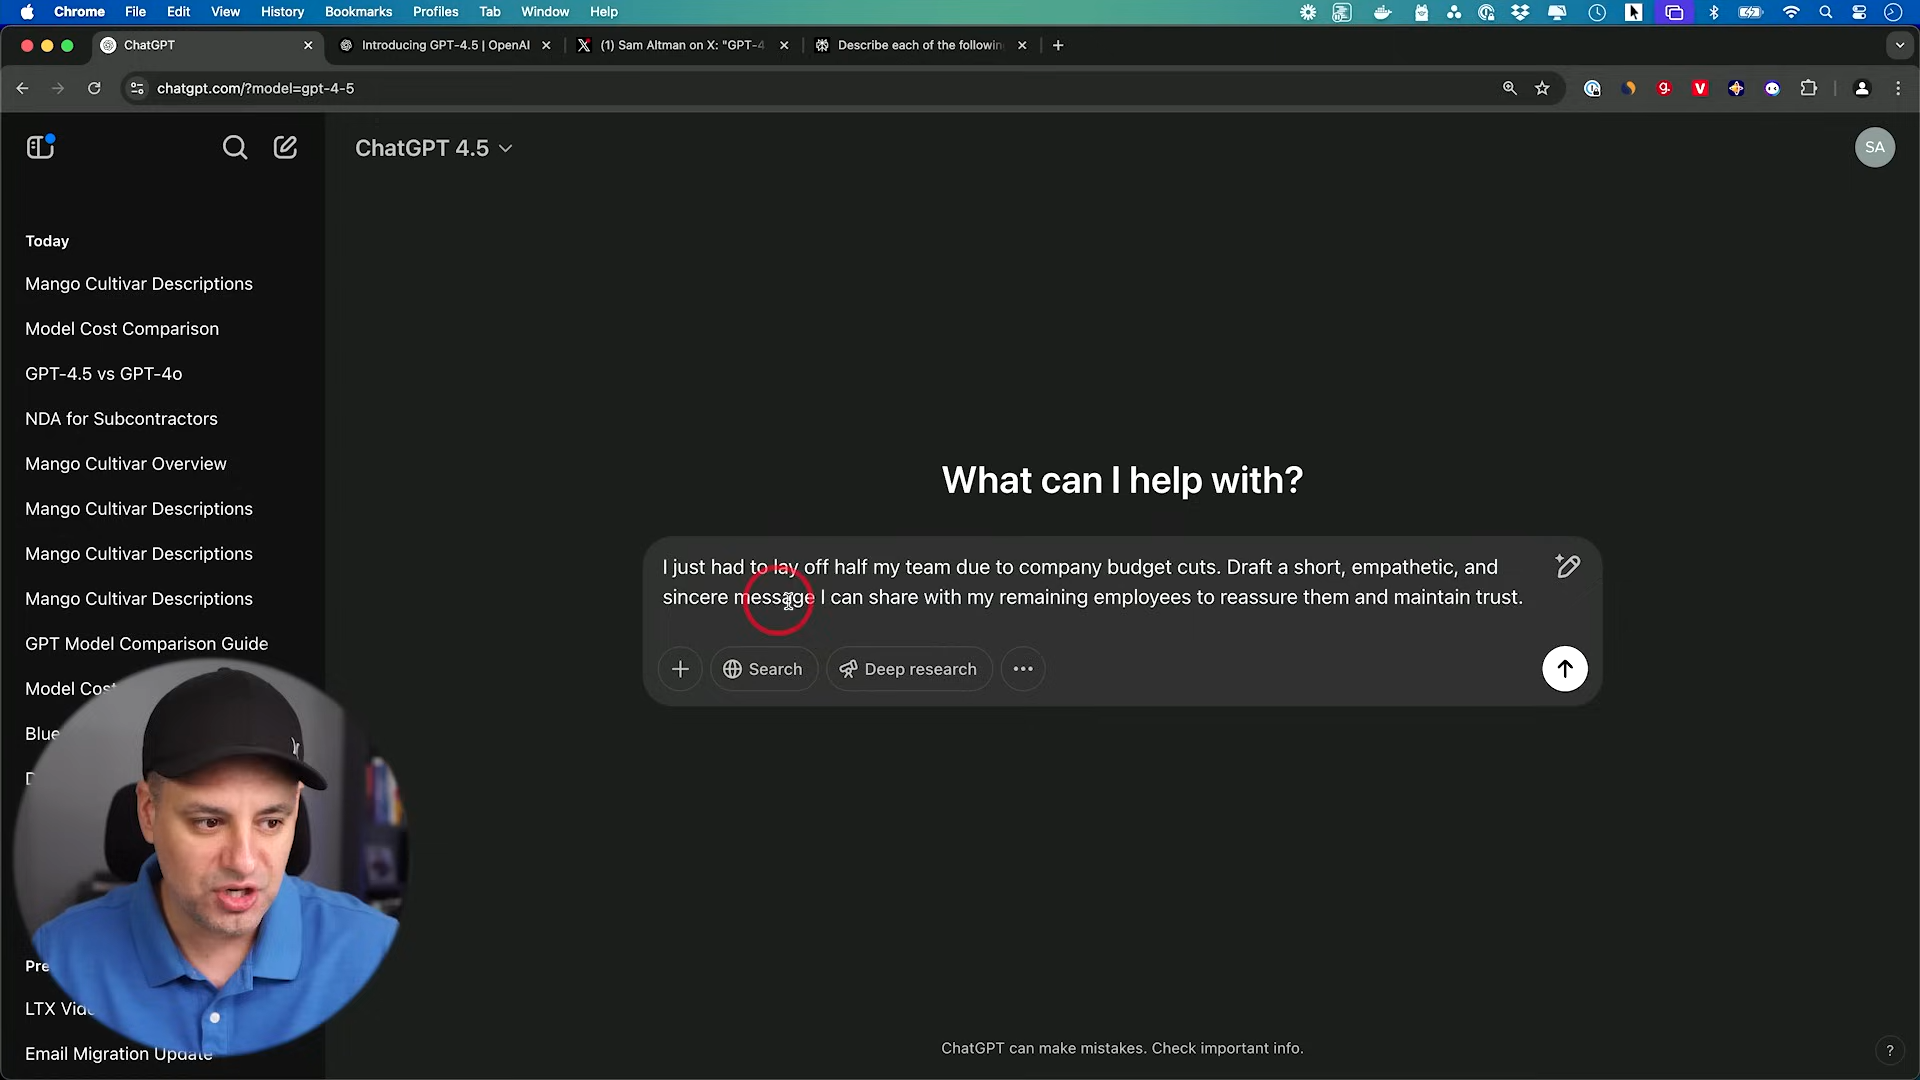 Chrome File Edit View History Bookmarks Profiles Tab Window Help
ChatGPT
Introducing GPT-4.5 | OpenAI
(1) Sam Altman on X: "GPT-4
Describe each of the followin
chatgpt.com/?model=gpt-4-5
ChatGPT 4.5
SA
Today
Mango Cultivar Descriptions
Model Cost Comparison
GPT-4.5 vs GPT-4o
NDA for Subcontractors
Mango Cultivar Overview
Mango Cultivar Descriptions
Mango Cultivar Descriptions
Mango Cultivar Descriptions
GPT Model Comparison Guide
Model Cos
Blue
D
Pre
LTX Vid
Email Migration Update
What can I help with?
I just had to lay off half my team due to company budget cuts. Draft a short, empathetic, and
sincere message I can share with my remaining employees to reassure them and maintain trust.
Search
Deep research
ChatGPT can make mistakes. Check important info.
?